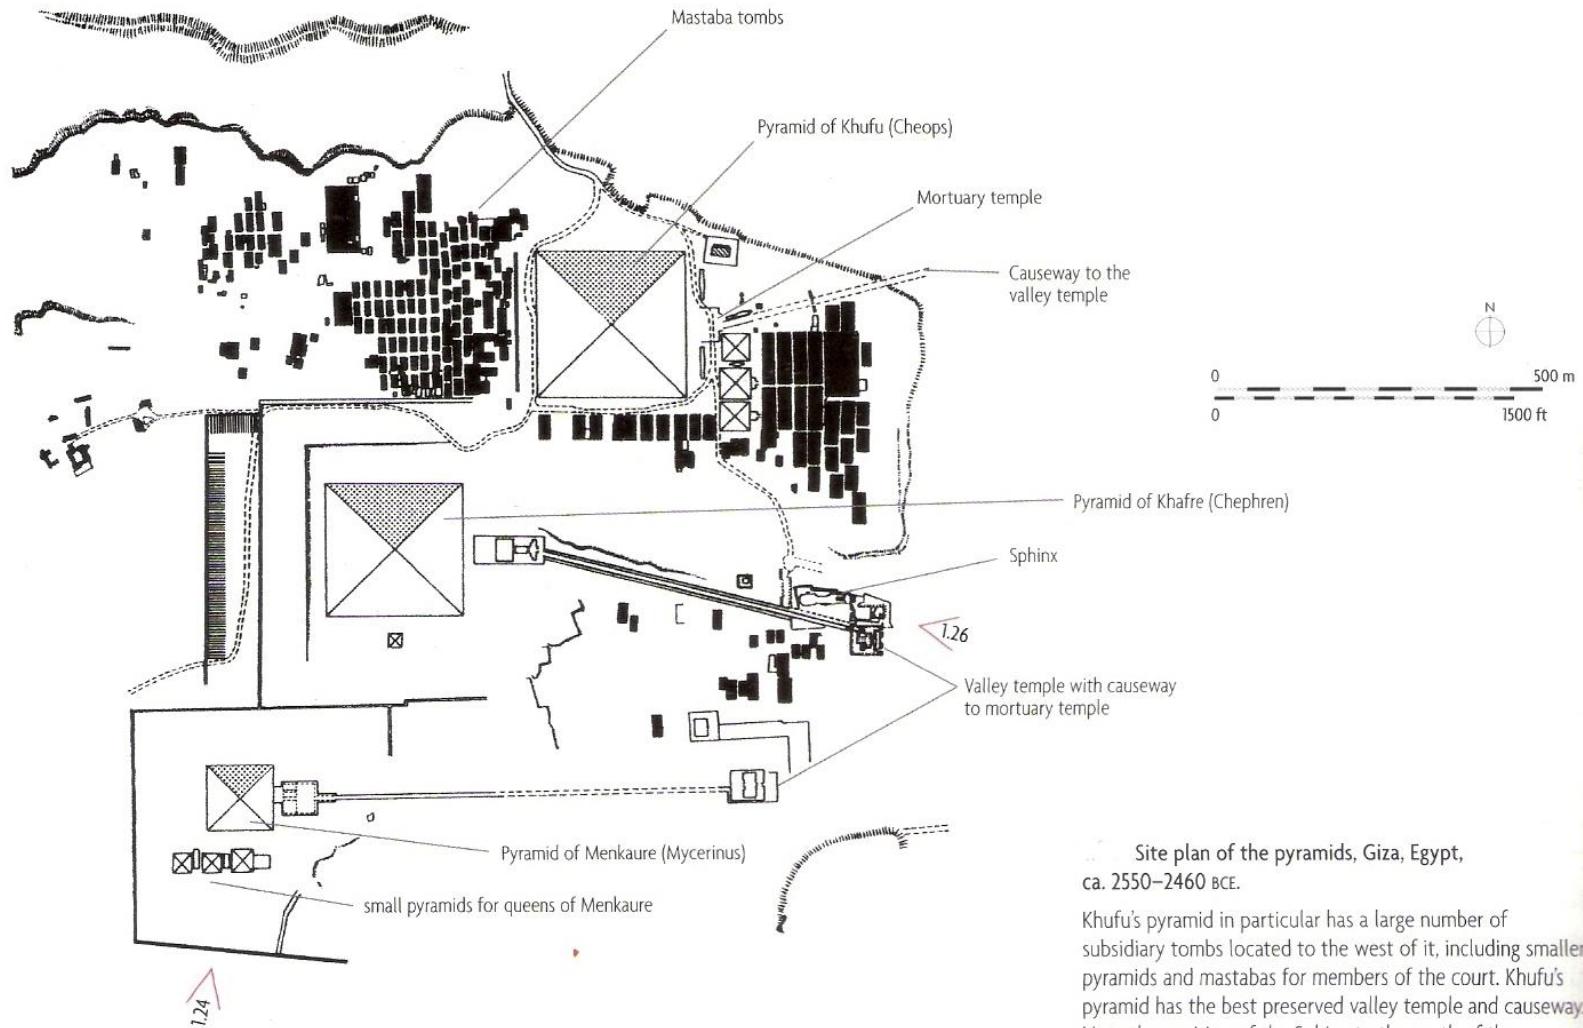 Mastaba tombs
Pyramid of Khufu (Cheops)
Mortuary temple
Causeway to the
valley temple
N
0 500 m
0 1500 ft
Pyramid of Khafre (Chephren)
Sphinx
1.26
Valley temple with causeway
to mortuary temple
Pyramid of Menkaure (Mycerinus)
small pyramids for queens of Menkaure
1.24
Site plan of the pyramids, Giza, Egypt,
ca. 2550–2460 BCE.
Khufu's pyramid in particular has a large number of
subsidiary tombs located to the west of it, including smaller
pyramids and mastabas for members of the court. Khufu's
pyramid has the best preserved valley temple and causeway.